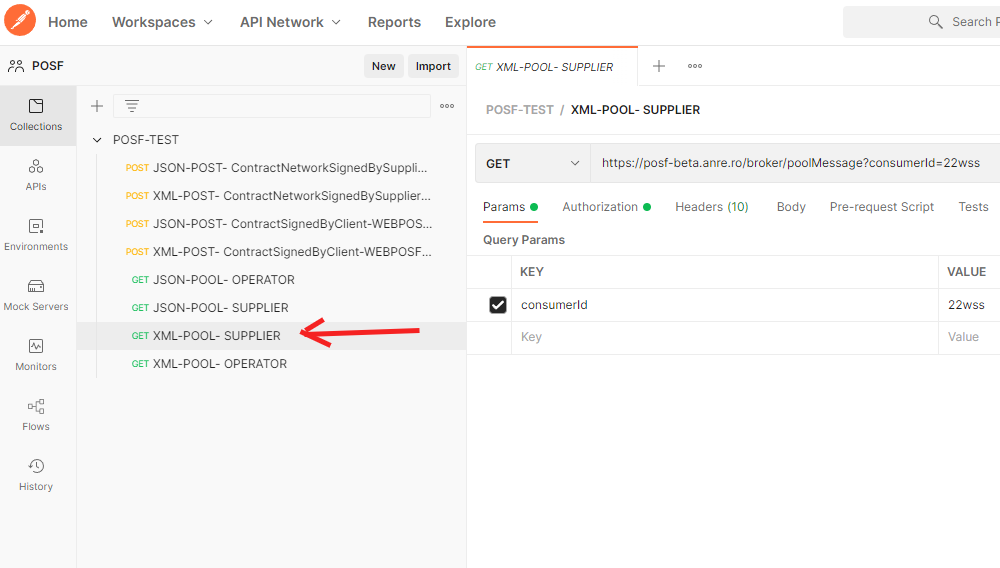 Home Workspaces API Network Reports Explore Search P
POSF New Import
GET XML-POOL- SUPPLIER
Collections
APIs
Environments
Mock Servers
Monitors
Flows
History
POSF-TEST
POST JSON-POST- ContractNetworkSignedBySuppli...
POST XML-POST- ContractNetworkSignedBySupplier...
POST JSON-POST- ContractSignedByClient-WEBPOS...
POST XML-POST- ContractSignedByClient-WEBPOSF...
GET JSON-POOL- OPERATOR
GET JSON-POOL- SUPPLIER
GET XML-POOL- SUPPLIER
GET XML-POOL- OPERATOR
POSF-TEST / XML-POOL- SUPPLIER
GET https://posf-beta.anre.ro/broker/poolMessage?consumerId=22wss
Params Authorization Headers (10) Body Pre-request Script Tests
Query Params
KEY VALUE
consumerId 22wss
Key Value